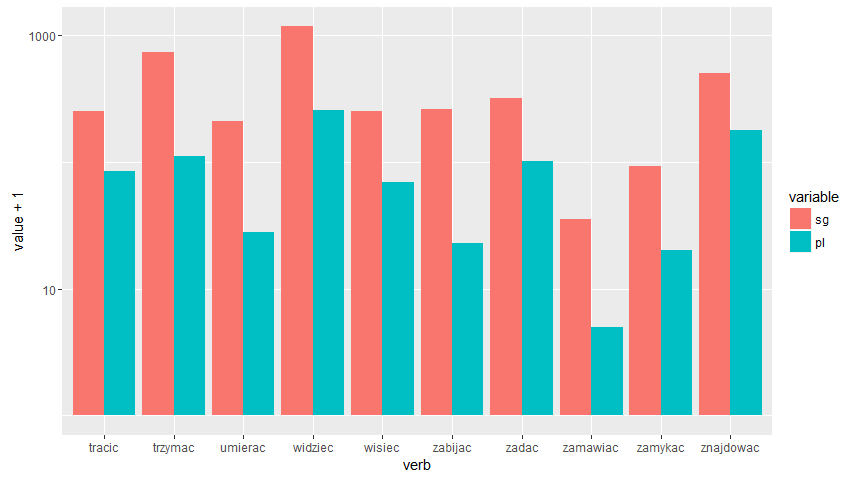 1000
10
value + 1
tracic trzymac umierac widziec wisiec zabijac zadac zamawiac zamykac znajdowac
verb
variable
sg
pl